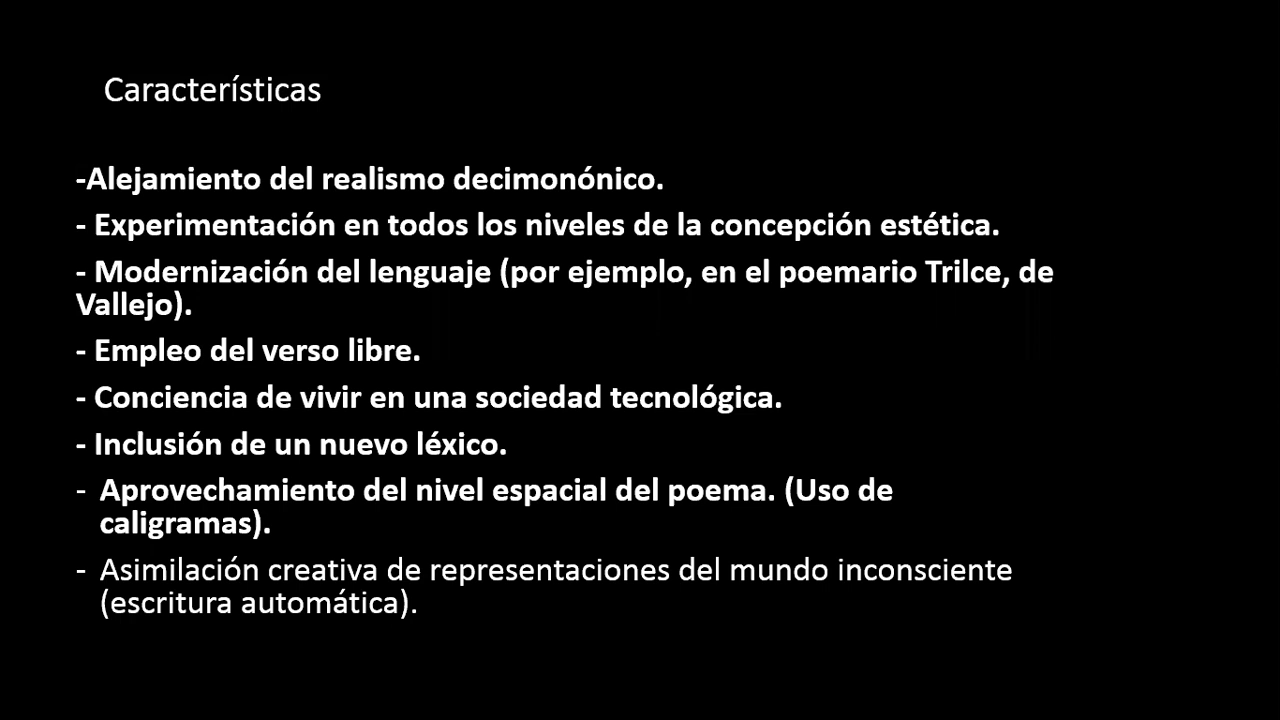 Características
-Alejamiento del realismo decimonónico.
- Experimentación en todos los niveles de la concepción estética.
- Modernización del lenguaje (por ejemplo, en el poemario Trilce, de
Vallejo).
- Empleo del verso libre.
- Conciencia de vivir en una sociedad tecnológica.
- Inclusión de un nuevo léxico.
- Aprovechamiento del nivel espacial del poema. (Uso de
caligramas).
- Asimilación creativa de representaciones del mundo inconsciente
(escritura automática).